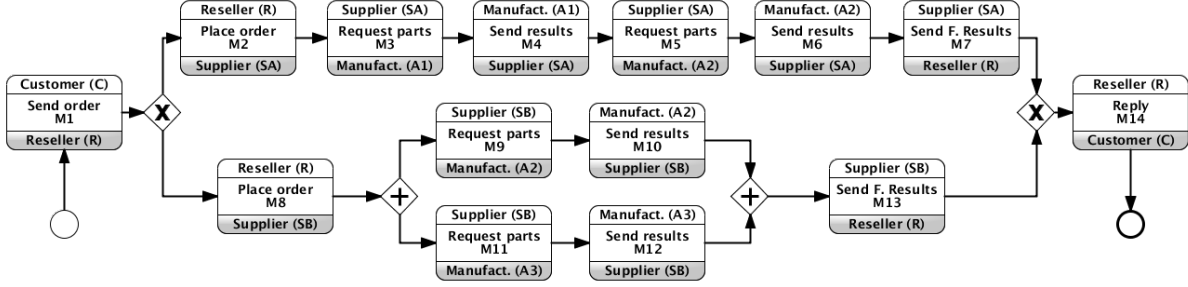 Customer (C)
Send order
M1
Reseller (R)
X
Reseller (R)
Place order
M2
Supplier (SA)
Supplier (SA)
Request parts
M3
Manufact. (A1)
Manufact. (A1)
Send results
M4
Supplier (SA)
Supplier (SA)
Request parts
M5
Manufact. (A2)
Manufact. (A2)
Send results
M6
Supplier (SA)
Supplier (SA)
Send F. Results
M7
Reseller (R)
Reseller (R)
Place order
M8
Supplier (SB)
+
Supplier (SB)
Request parts
M9
Manufact. (A2)
Manufact. (A2)
Send results
M10
Supplier (SB)
Supplier (SB)
Request parts
M11
Manufact. (A3)
Manufact. (A3)
Send results
M12
Supplier (SB)
+
Supplier (SB)
Send F. Results
M13
Reseller (R)
X
Reseller (R)
Reply
M14
Customer (C)